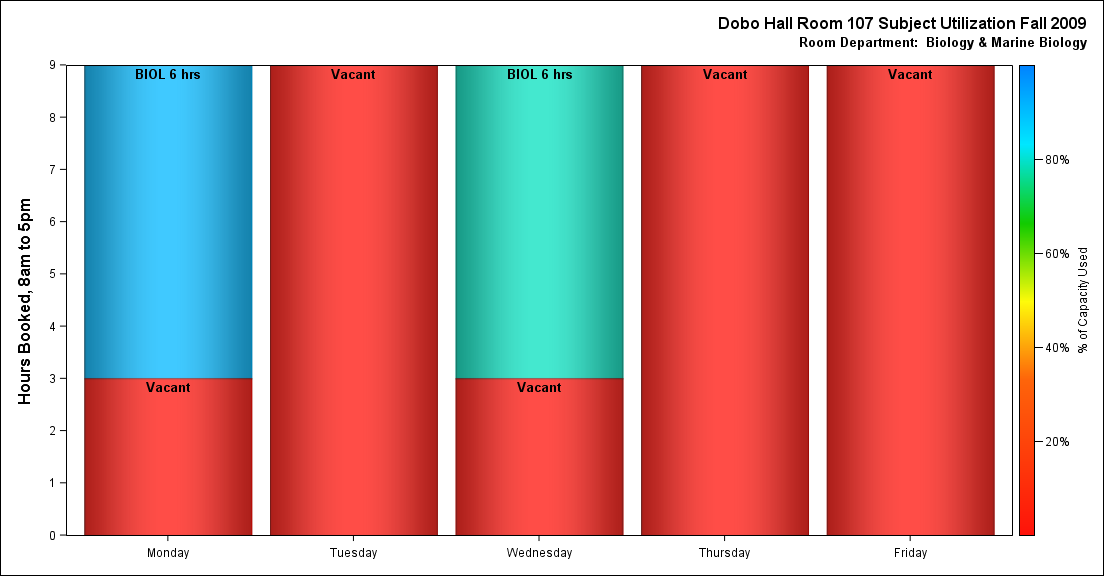 Dobo Hall Room 107 Subject Utilization Fall 2009
Room Department:  Biology & Marine Biology
Hours Booked, 8am to 5pm
9
8
7
6
5
4
3
2
1
0
BIOL 6 hrs
Vacant
BIOL 6 hrs
Vacant
Vacant
Vacant
Vacant
Monday
Tuesday
Wednesday
Thursday
Friday
80%
60%
40%
20%
% of Capacity Used